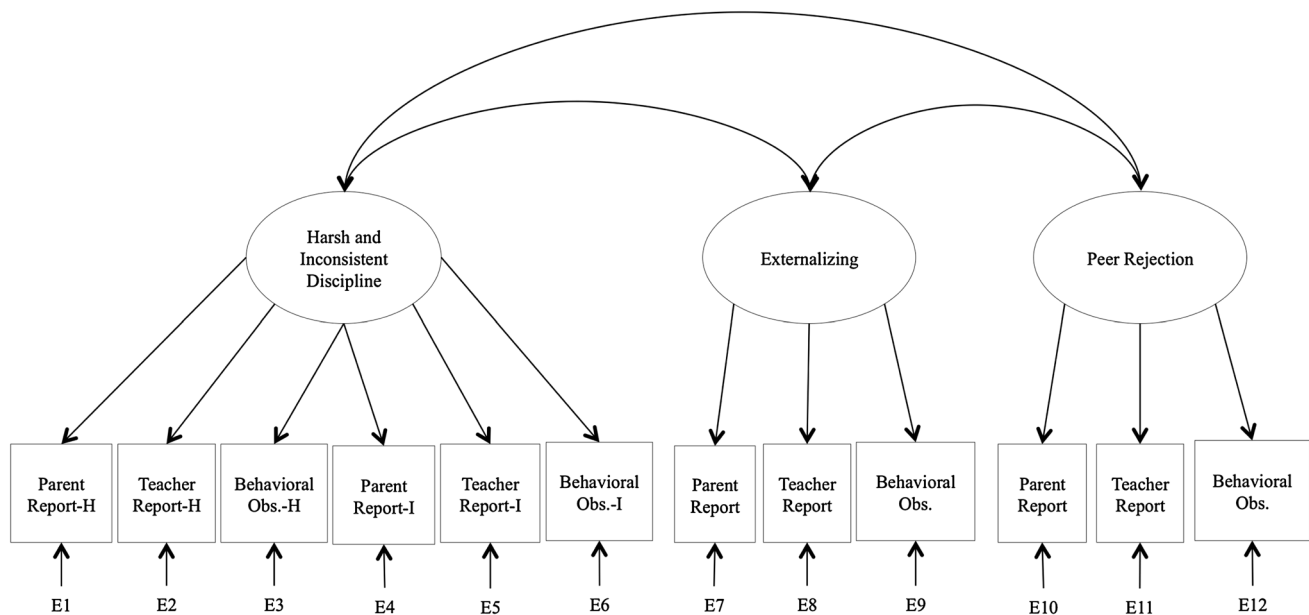 Harsh and
Inconsistent
Discipline
Externalizing
Peer Rejection
Parent
Report-H
Teacher
Report-H
Behavioral
Obs.-H
Parent
Report-I
Teacher
Report-I
Behavioral
Obs.-I
Parent
Report
Teacher
Report
Behavioral
Obs.
Parent
Report
Teacher
Report
Behavioral
Obs.
E1
E2
E3
E4
E5
E6
E7
E8
E9
E10
E11
E12